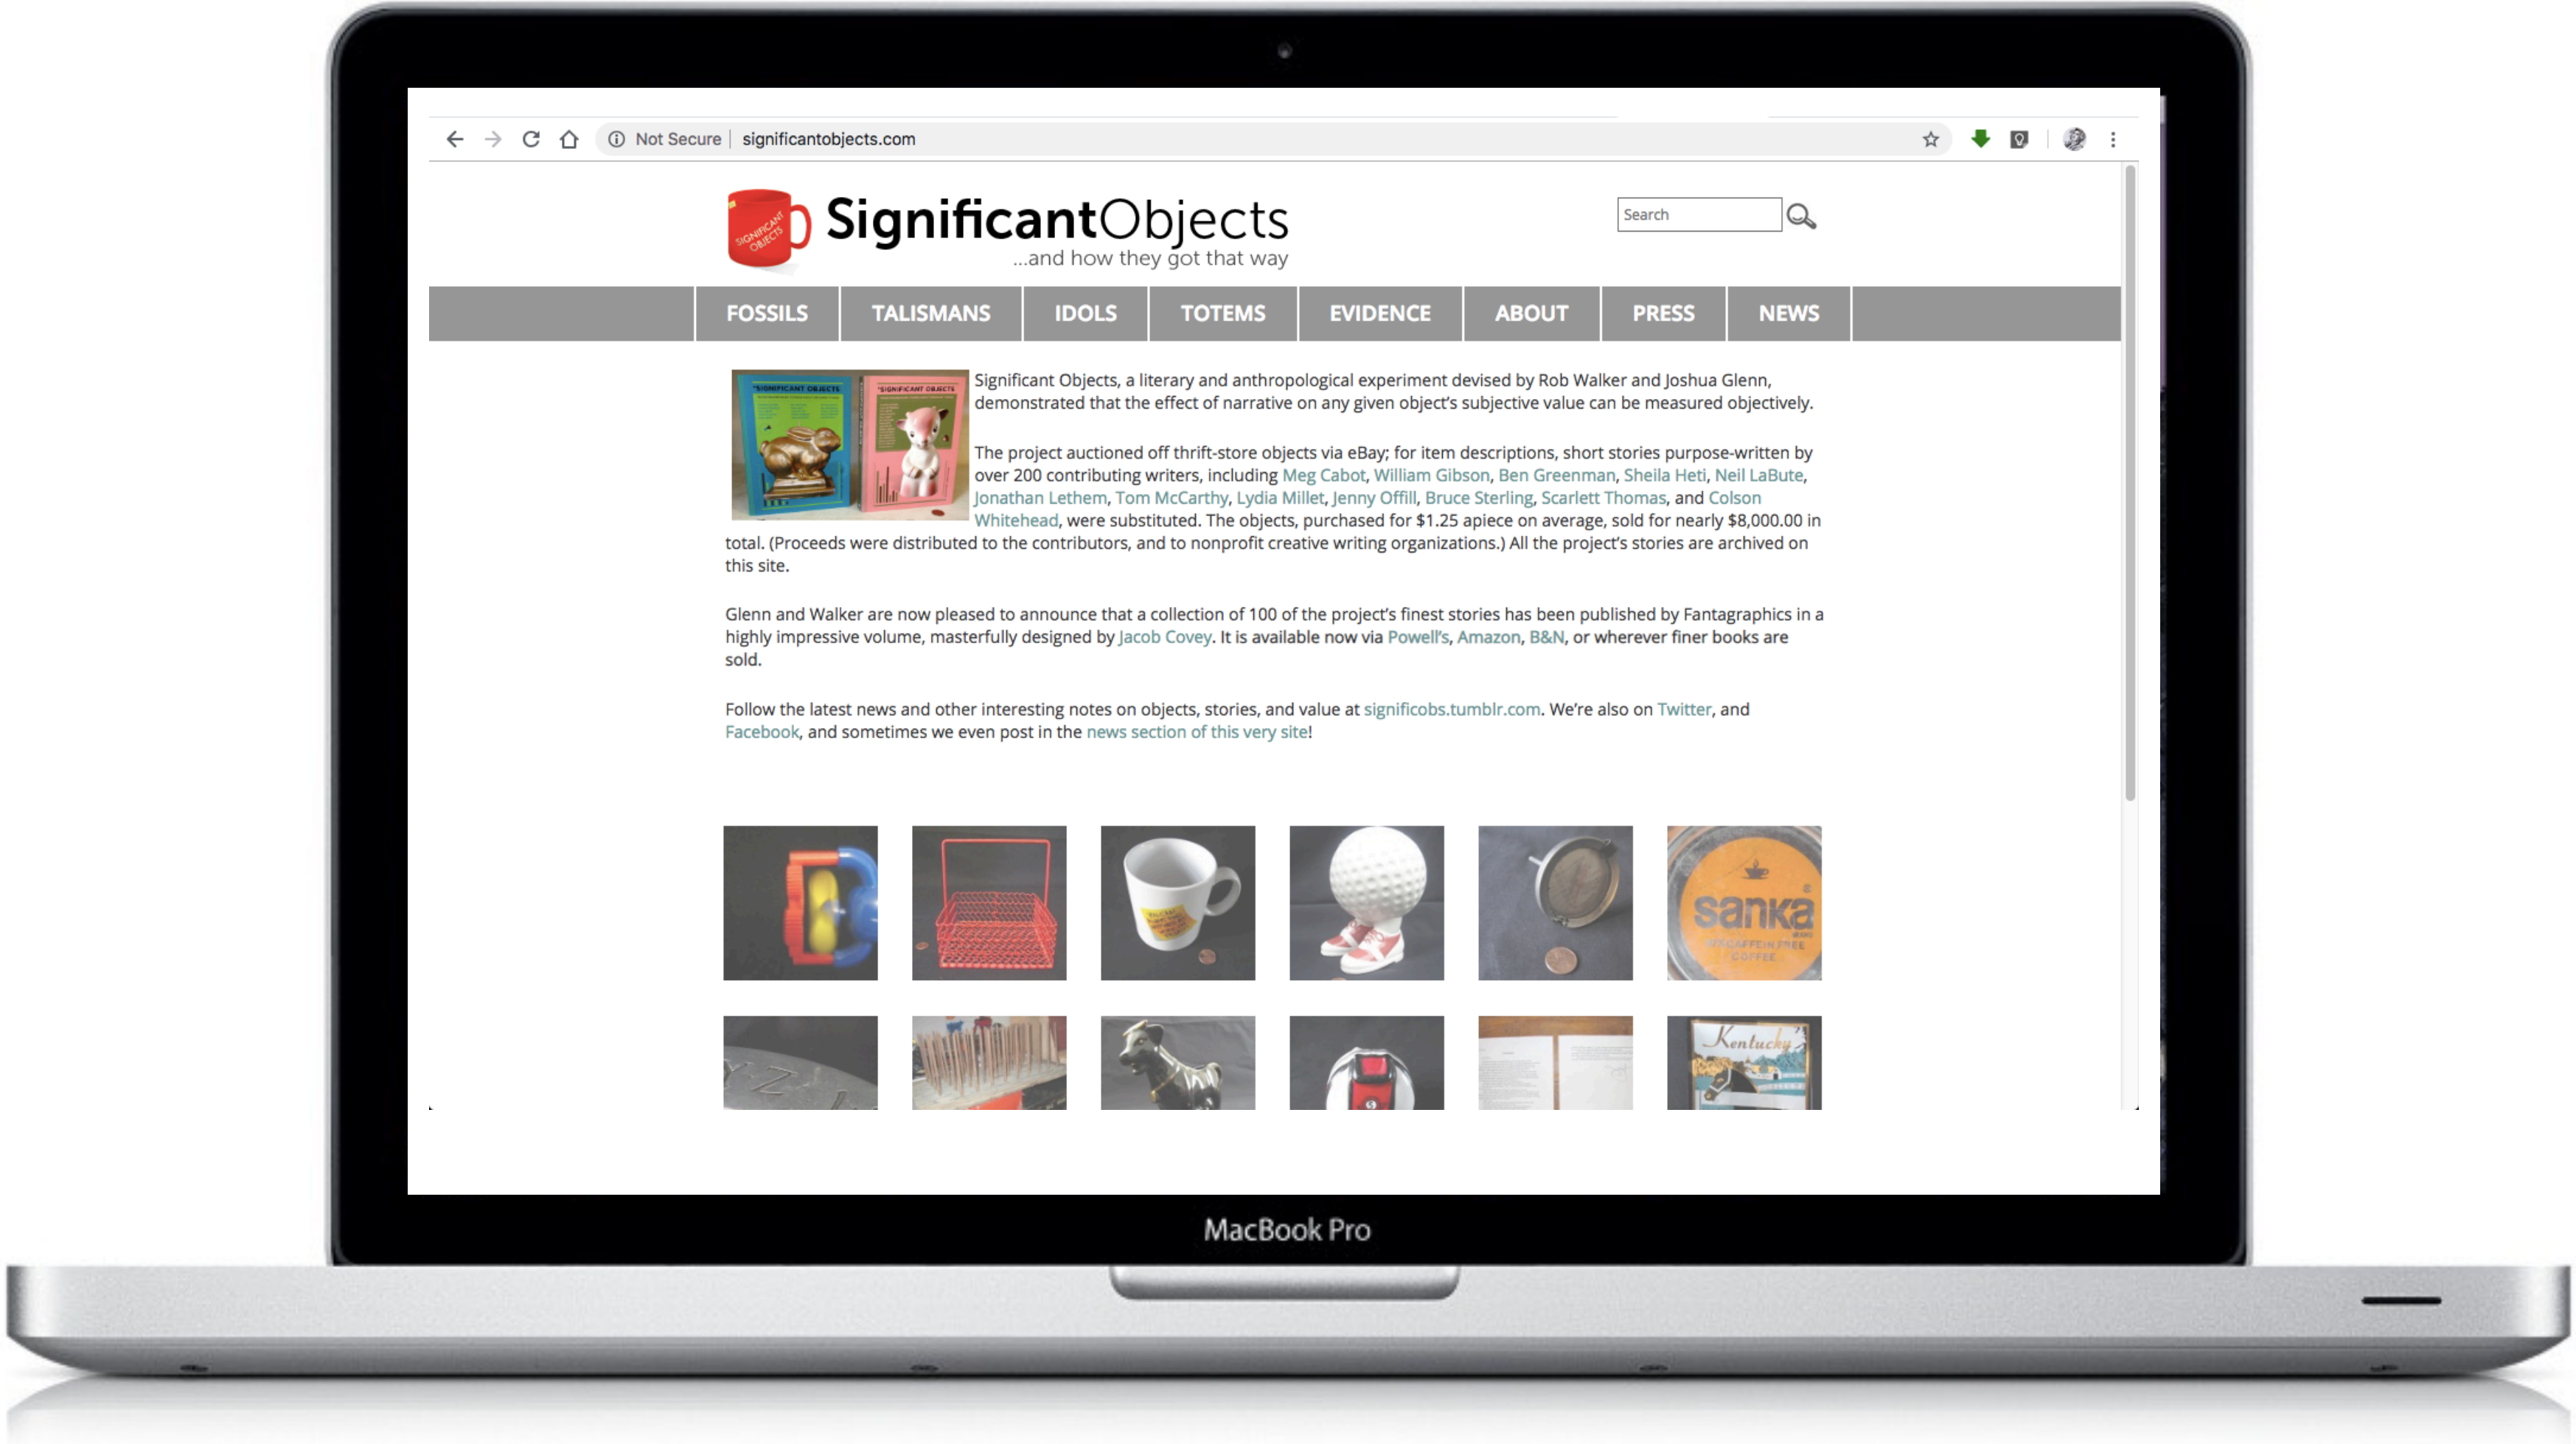 Not Secure | significantobjects.com
SIGNIFICANT
OBJECTS
SignificantObjects
...and how they got that way
Search
FOSSILS TALISMANS IDOLS TOTEMS EVIDENCE ABOUT PRESS NEWS
"SIGNIFICANT OBJECTS
"SIGNIFICANT OBJECTS
Significant Objects, a literary and anthropological experiment devised by Rob Walker and Joshua Glenn,
demonstrated that the effect of narrative on any given object's subjective value can be measured objectively.
The project auctioned off thrift-store objects via eBay; for item descriptions, short stories purpose-written by
over 200 contributing writers, including Meg Cabot, William Gibson, Ben Greenman, Sheila Heti, Neil LaBute,
Jonathan Lethem, Tom McCarthy, Lydia Millet, Jenny Offill, Bruce Sterling, Scarlett Thomas, and Colson
Whitehead, were substituted. The objects, purchased for $1.25 apiece on average, sold for nearly $8,000.00 in
total. (Proceeds were distributed to the contributors, and to nonprofit creative writing organizations.) All the project's stories are archived on
this site.
Glenn and Walker are now pleased to announce that a collection of 100 of the project's finest stories has been published by Fantagraphics in a
highly impressive volume, masterfully designed by Jacob Covey. It is available now via Powell's, Amazon, B&N, or wherever finer books are
sold.
Follow the latest news and other interesting notes on objects, stories, and value at significobs.tumblr.com. We're also on Twitter, and
Facebook, and sometimes we even post in the news section of this very site!
sanka
COFFEE
Y Z
Kentucky
MacBook Pro